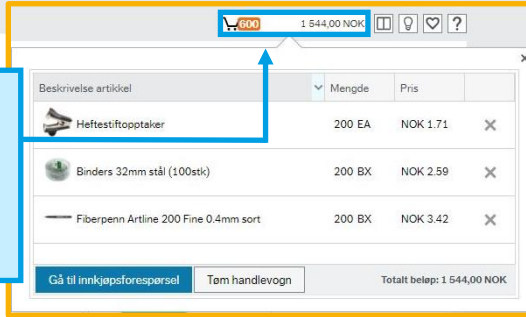 600 1 544,00 NOK ?
Beskrivelse artikkel Mengde Pris
Heftestiftopptaker 200 EA NOK 1.71
Binders 32mm stål (100stk) 200 BX NOK 2.59
Fiberpenn Artline 200 Fine 0.4mm sort 200 BX NOK 3.42
Gå til innkjøpsforespørsel Tøm handlevogn Totalt beløp: 1 544,00 NOK